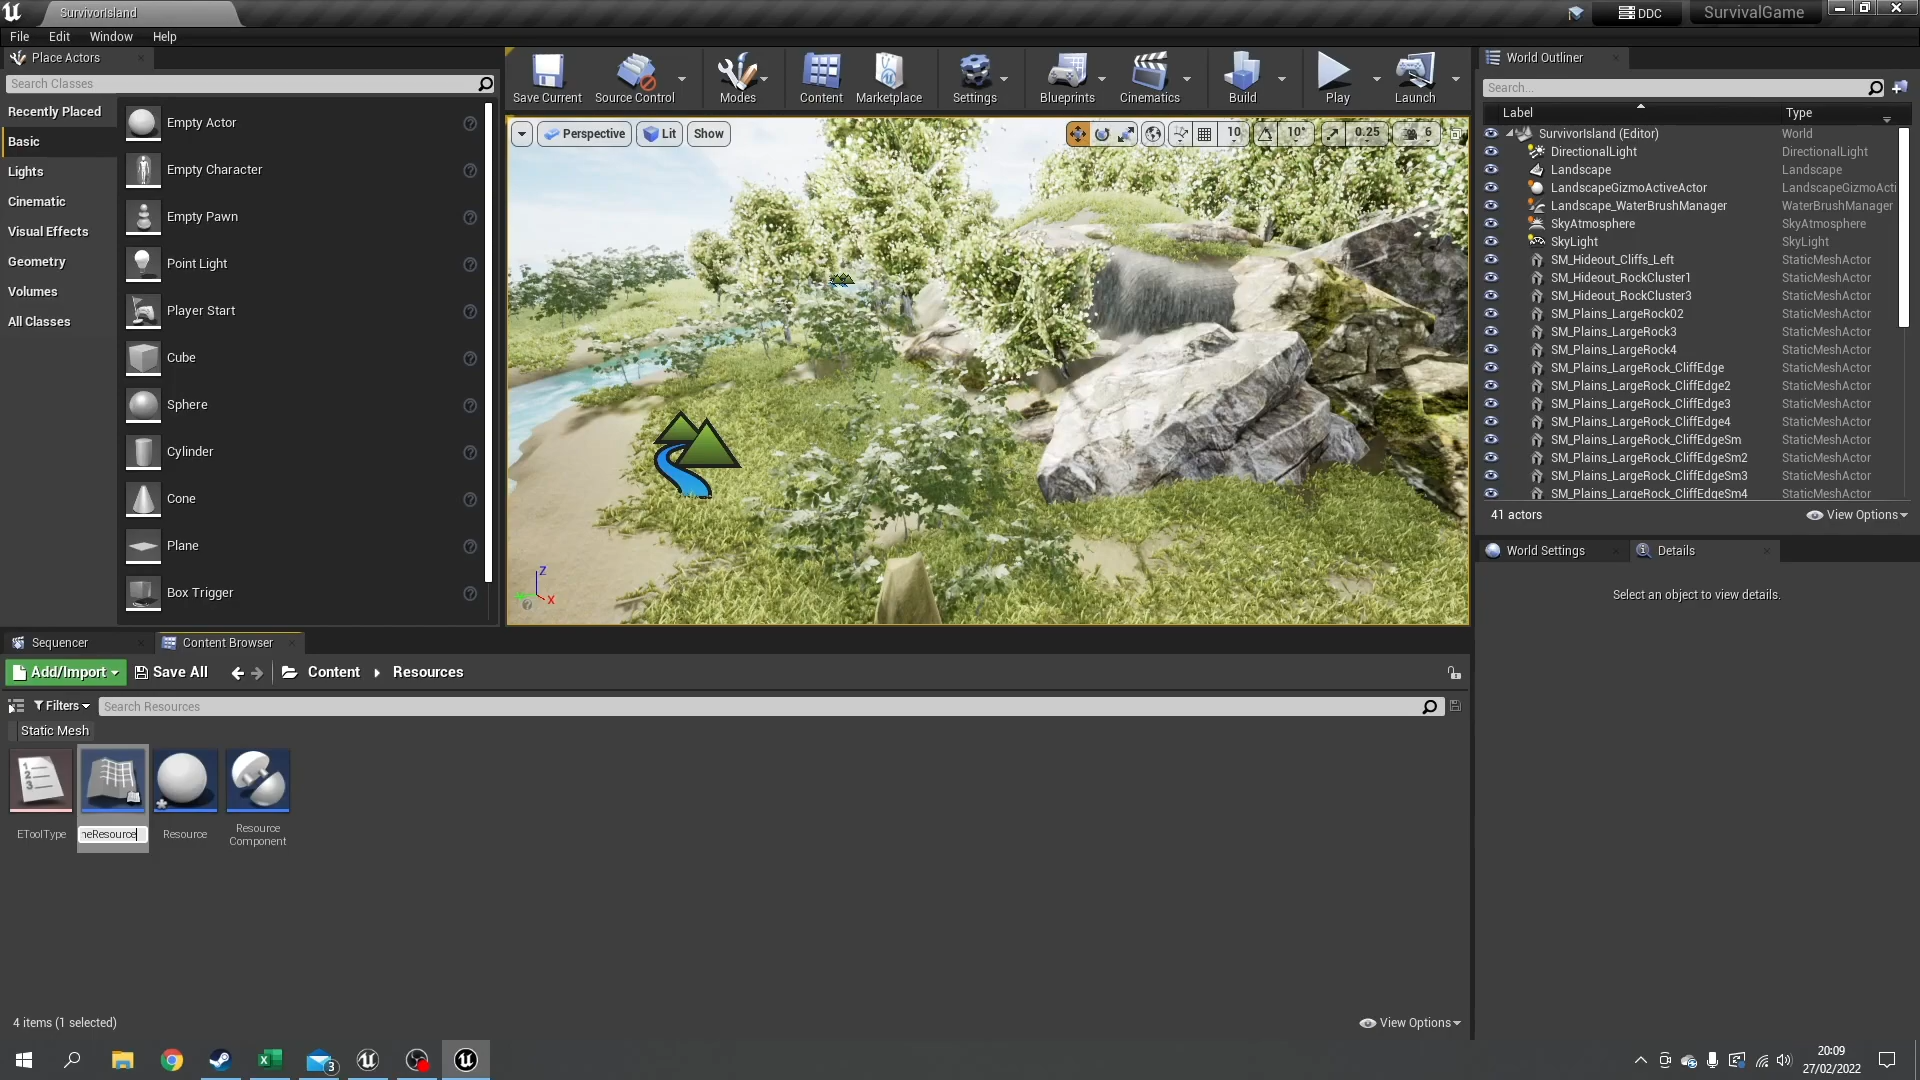 SurvivorIsland
DDC
SurvivalGame
File Edit Window Help
Place Actors
Search Classes
Recently Placed
Basic
Lights
Cinematic
Visual Effects
Geometry
Volumes
All Classes
Empty Actor
Empty Character
Empty Pawn
Point Light
Player Start
Cube
Sphere
Cylinder
Cone
Plane
Box Trigger
Save Current Source Control Modes Content Marketplace Settings Blueprints Cinematics Build Play Launch
Perspective Lit Show 10 10° 0.25 6
Z
X
World Outliner
Search...
Label Type
SurvivorIsland (Editor) World
DirectionalLight DirectionalLight
Landscape Landscape
LandscapeGizmoActiveActor LandscapeGizmoActi
Landscape_WaterBrushManager WaterBrushManager
SkyAtmosphere SkyAtmosphere
SkyLight SkyLight
SM_Hideout_Cliffs_Left StaticMeshActor
SM_Hideout_RockCluster1 StaticMeshActor
SM_Hideout_RockCluster3 StaticMeshActor
SM_Plains_LargeRock02 StaticMeshActor
SM_Plains_LargeRock3 StaticMeshActor
SM_Plains_LargeRock4 StaticMeshActor
SM_Plains_LargeRock_CliffEdge StaticMeshActor
SM_Plains_LargeRock_CliffEdge2 StaticMeshActor
SM_Plains_LargeRock_CliffEdge3 StaticMeshActor
SM_Plains_LargeRock_CliffEdge4 StaticMeshActor
SM_Plains_LargeRock_CliffEdgeSm StaticMeshActor
SM_Plains_LargeRock_CliffEdgeSm2 StaticMeshActor
SM_Plains_LargeRock_CliffEdgeSm3 StaticMeshActor
SM_Plains_LargeRock_CliffEdgeSm4 StaticMeshActor
41 actors View Options
World Settings Details
Select an object to view details.
Sequencer Content Browser
Add/Import Save All Content Resources
Filters Search Resources
Static Mesh
EToolType
neResource
Resource
Resource
Component
4 items (1 selected) View Options
3
20:09
27/02/2022